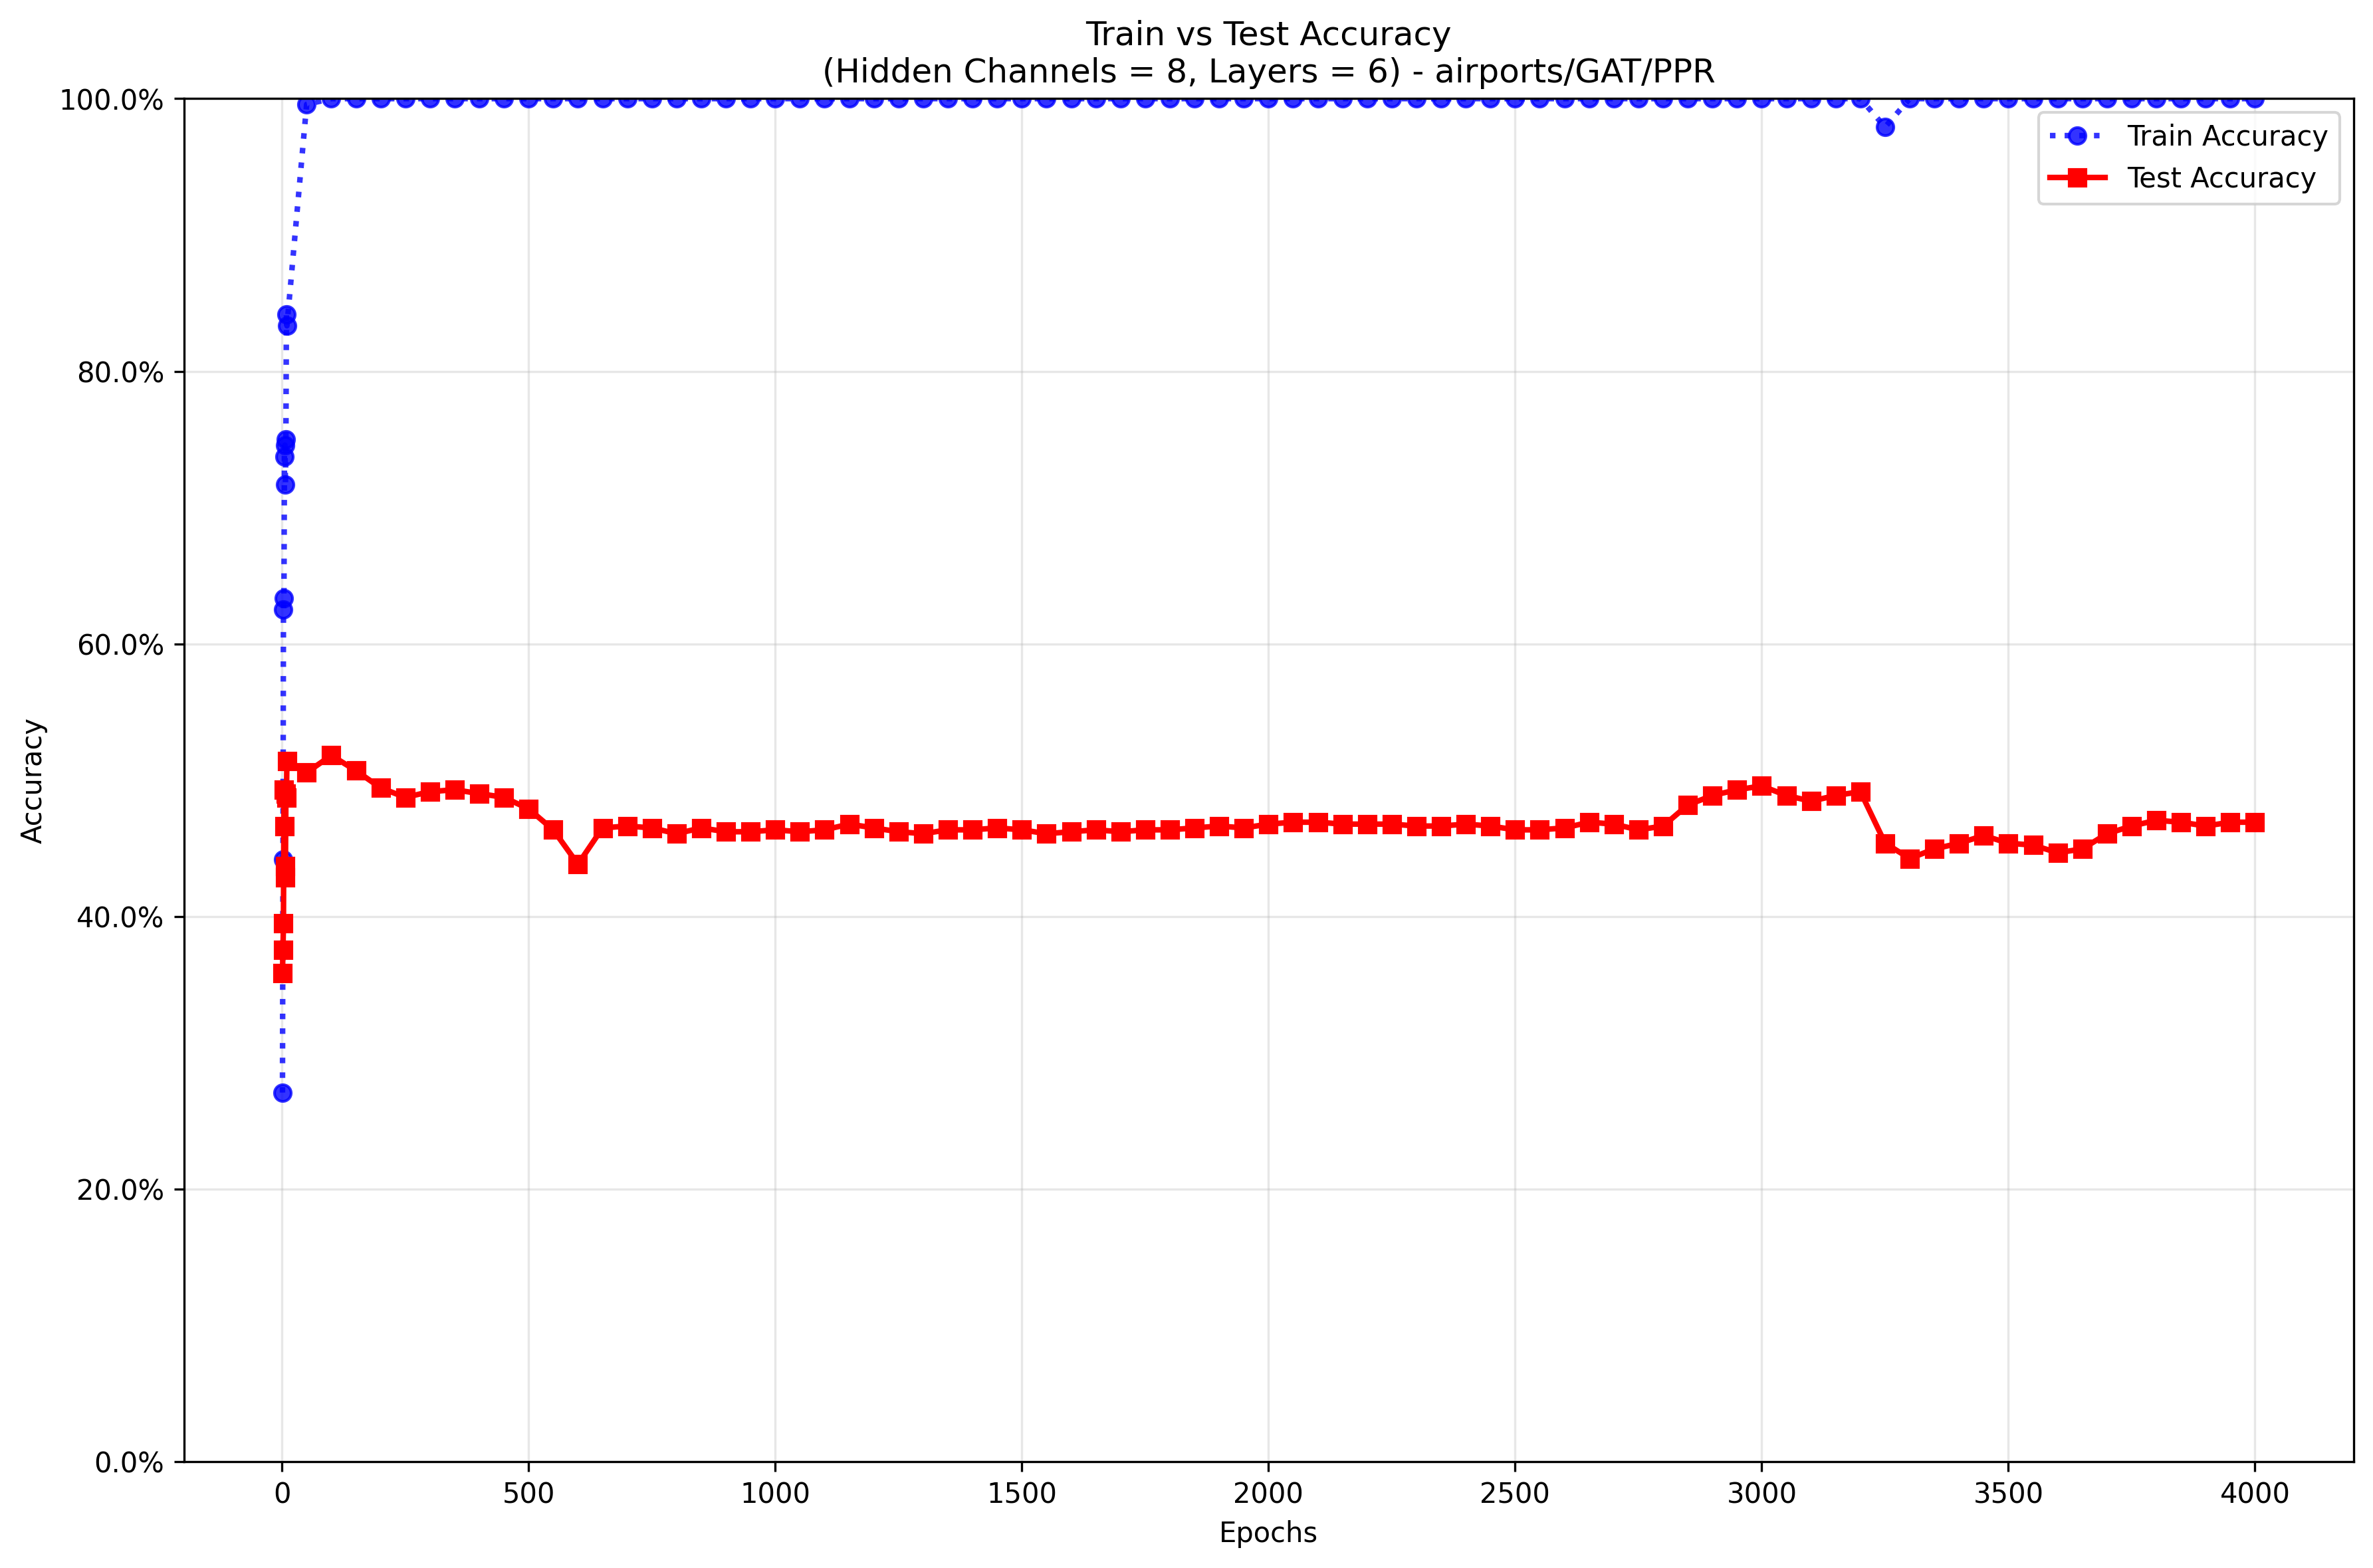 Train vs Test Accuracy
(Hidden Channels = 8, Layers = 6) - airports/GAT/PPR
100.0%
80.0%
60.0%
40.0%
20.0%
0.0%
Accuracy
Train Accuracy
Test Accuracy
0 500 1000 1500 2000 2500 3000 3500 4000
Epochs